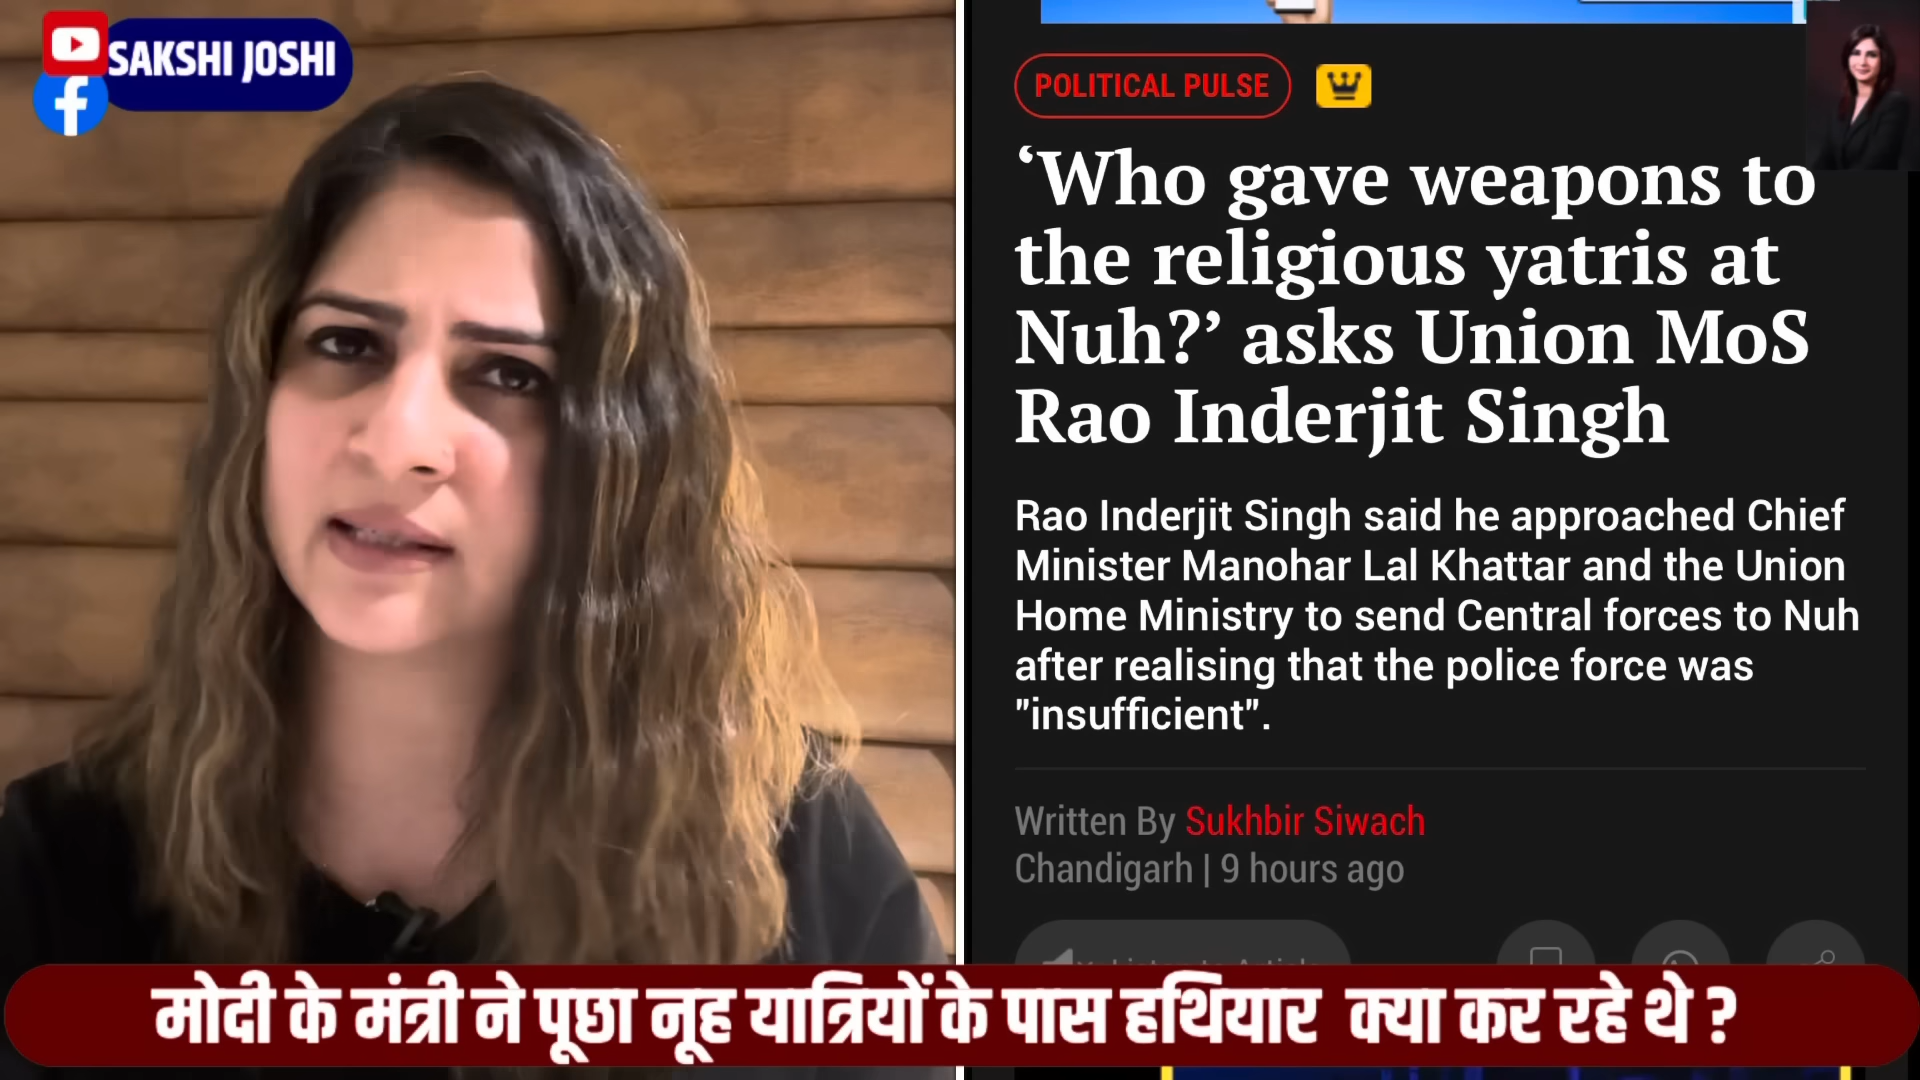 SAKSHI JOSHI
POLITICAL PULSE
‘Who gave weapons to
the religious yatris at
Nuh?’ asks Union MoS
Rao Inderjit Singh
Rao Inderjit Singh said he approached Chief
Minister Manohar Lal Khattar and the Union
Home Ministry to send Central forces to Nuh
after realising that the police force was
"insufficient".
Written By Sukhbir Siwach
Chandigarh | 9 hours ago
मोदी के मंत्री ने पूछा नूह यात्रियों के पास हथियार क्या कर रहे थे ?